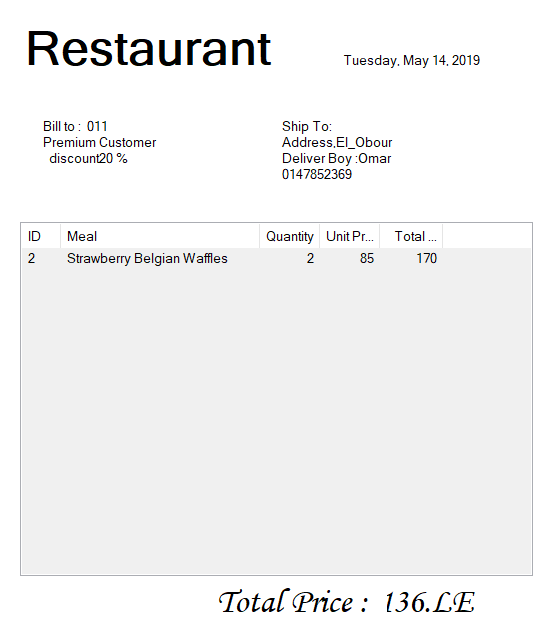 Restaurant
Tuesday, May 14, 2019
Bill to :  011
Premium Customer
discount20 %
Ship To:
Address,El_Obour
Deliver Boy :Omar
0147852369
ID Meal Quantity Unit Pr... Total ...
2 Strawberry Belgian Waffles 2 85 170
Total Price :  136.LE